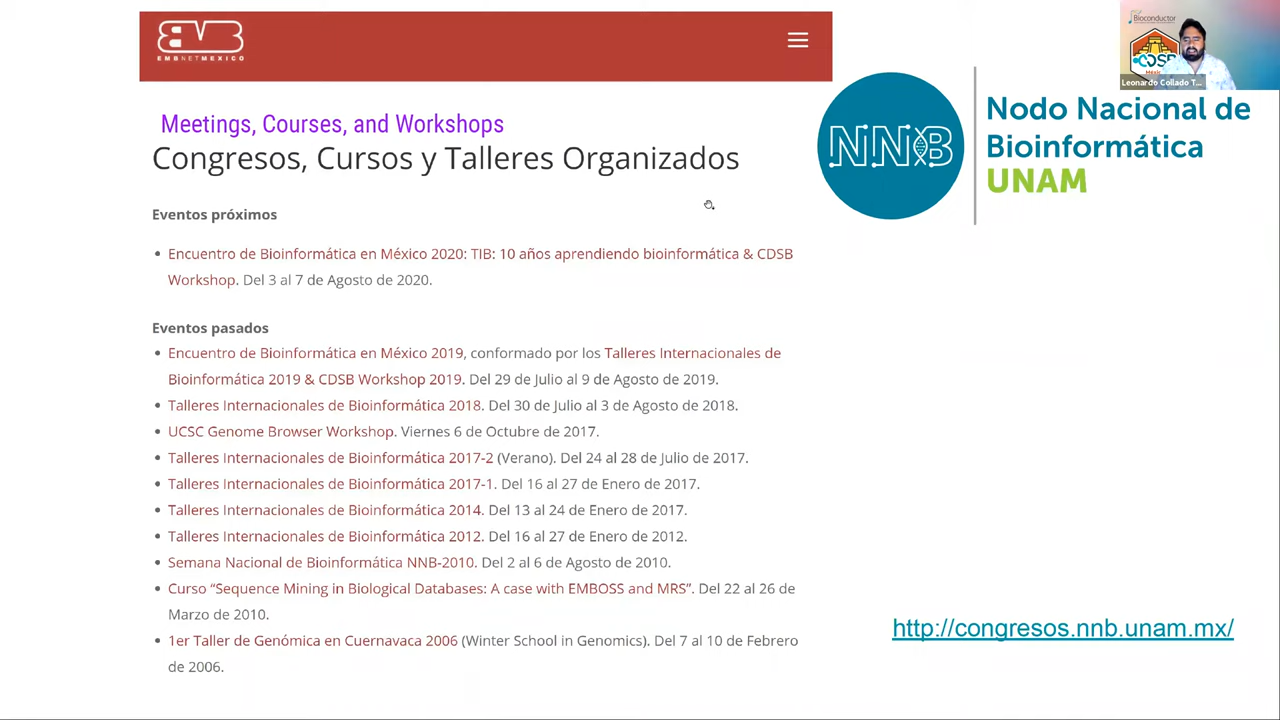 EMBNETMEXICO
Meetings, Courses, and Workshops
Congresos, Cursos y Talleres Organizados
Eventos próximos
• Encuentro de Bioinformática en México 2020: TIB: 10 años aprendiendo bioinformática & CDSB
Workshop. Del 3 al 7 de Agosto de 2020.
Eventos pasados
• Encuentro de Bioinformática en México 2019, conformado por los Talleres Internacionales de
Bioinformática 2019 & CDSB Workshop 2019. Del 29 de Julio al 9 de Agosto de 2019.
• Talleres Internacionales de Bioinformática 2018. Del 30 de Julio al 3 de Agosto de 2018.
• UCSC Genome Browser Workshop. Viernes 6 de Octubre de 2017.
• Talleres Internacionales de Bioinformática 2017-2 (Verano). Del 24 al 28 de Julio de 2017.
• Talleres Internacionales de Bioinformática 2017-1. Del 16 al 27 de Enero de 2017.
• Talleres Internacionales de Bioinformática 2014. Del 13 al 24 de Enero de 2017.
• Talleres Internacionales de Bioinformática 2012. Del 16 al 27 de Enero de 2012.
• Semana Nacional de Bioinformática NNB-2010. Del 2 al 6 de Agosto de 2010.
• Curso “Sequence Mining in Biological Databases: A case with EMBOSS and MRS”. Del 22 al 26 de
Marzo de 2010.
• 1er Taller de Genómica en Cuernavaca 2006 (Winter School in Genomics). Del 7 al 10 de Febrero
de 2006.
Bioconductor
CDSB
México
Leonardo Collado T...
NNB
Nodo Nacional de
Bioinformática
UNAM
http://congresos.nnb.unam.mx/